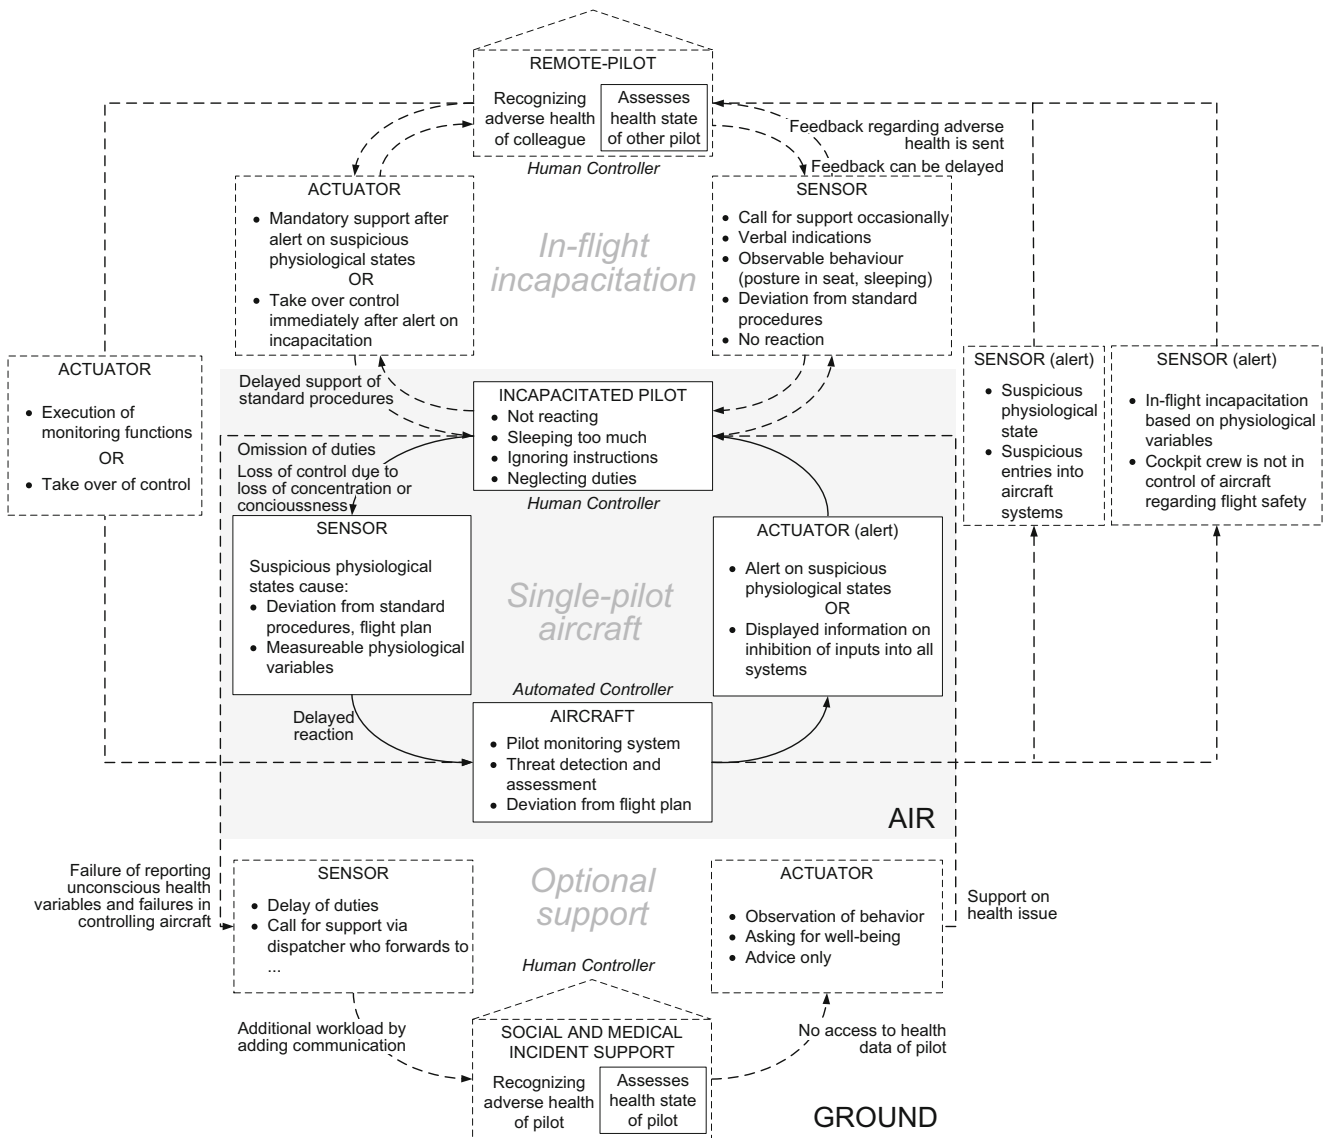 REMOTE-PILOT
Recognizing
adverse health
of colleague
Assesses
health state
of other pilot
Human Controller
Feedback regarding adverse
health is sent
Feedback can be delayed
ACTUATOR
• Mandatory support after
alert on suspicious
physiological states
OR
• Take over control
immediately after alert on
incapacitation
In-flight
incapacitation
SENSOR
• Call for support occasionally
• Verbal indications
• Observable behaviour
(posture in seat, sleeping)
• Deviation from standard
procedures
• No reaction
ACTUATOR
• Execution of
monitoring functions
OR
• Take over of control
SENSOR (alert)
• Suspicious
physiological
state
• Suspicious
entries into
aircraft
systems
SENSOR (alert)
• In-flight incapacitation
based on physiological
variables
• Cockpit crew is not in
control of aircraft
regarding flight safety
Delayed support of
standard procedures
INCAPACITATED PILOT
• Not reacting
• Sleeping too much
• Ignoring instructions
• Neglecting duties
Human Controller
Omission of duties
Loss of control due to
loss of concentration or
conciousness
SENSOR
Suspicious physiological
states cause:
• Deviation from standard
procedures, flight plan
• Measureable physiological
variables
Single-pilot
aircraft
ACTUATOR (alert)
• Alert on suspicious
physiological states
OR
• Displayed information on
inhibition of inputs into all
systems
Automated Controller
Delayed
reaction
AIRCRAFT
• Pilot monitoring system
• Threat detection and
assessment
• Deviation from flight plan
AIR
Failure of reporting
unconscious health
variables and failures in
controlling aircraft
SENSOR
• Delay of duties
• Call for support via
dispatcher who forwards to
...
Optional
support
ACTUATOR
• Observation of behavior
• Asking for well-being
• Advice only
Support on
health issue
Human Controller
Additional workload by
adding communication
SOCIAL AND MEDICAL
INCIDENT SUPPORT
Recognizing
adverse health
of pilot
Assesses
health state
of pilot
No access to health
data of pilot
GROUND